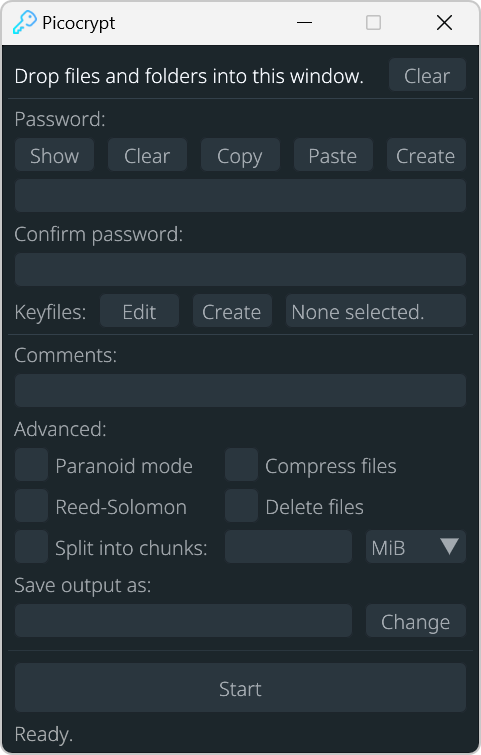 Picocrypt
Drop files and folders into this window. Clear
Password:
Show Clear Copy Paste Create
Confirm password:
Keyfiles: Edit Create None selected.
Comments:
Advanced:
Paranoid mode Compress files
Reed-Solomon Delete files
Split into chunks: MiB
Save output as:
Change
Start
Ready.